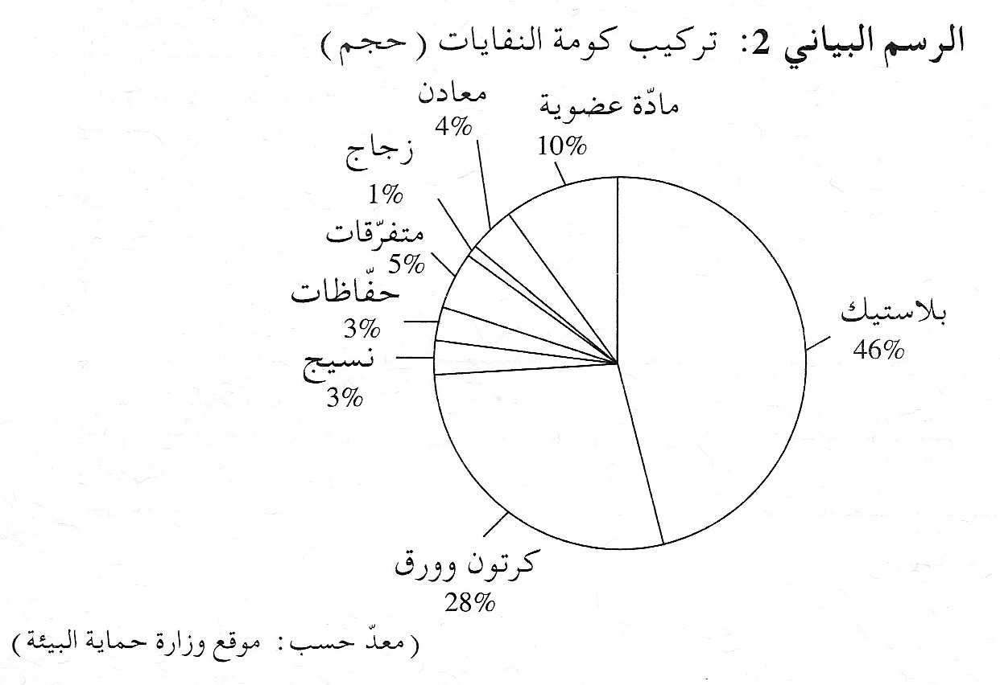 الرسم البياني 2: تركيب كومة النفايات (حجم)
مادّة عضوية
10%
معادن
4%
زجاج
1%
متفرّقات
5%
حفّاظات
3%
نسيج
3%
بلاستيك
46%
كرتون وورق
28%
(معدّ حسب: موقع وزارة حماية البيئة)